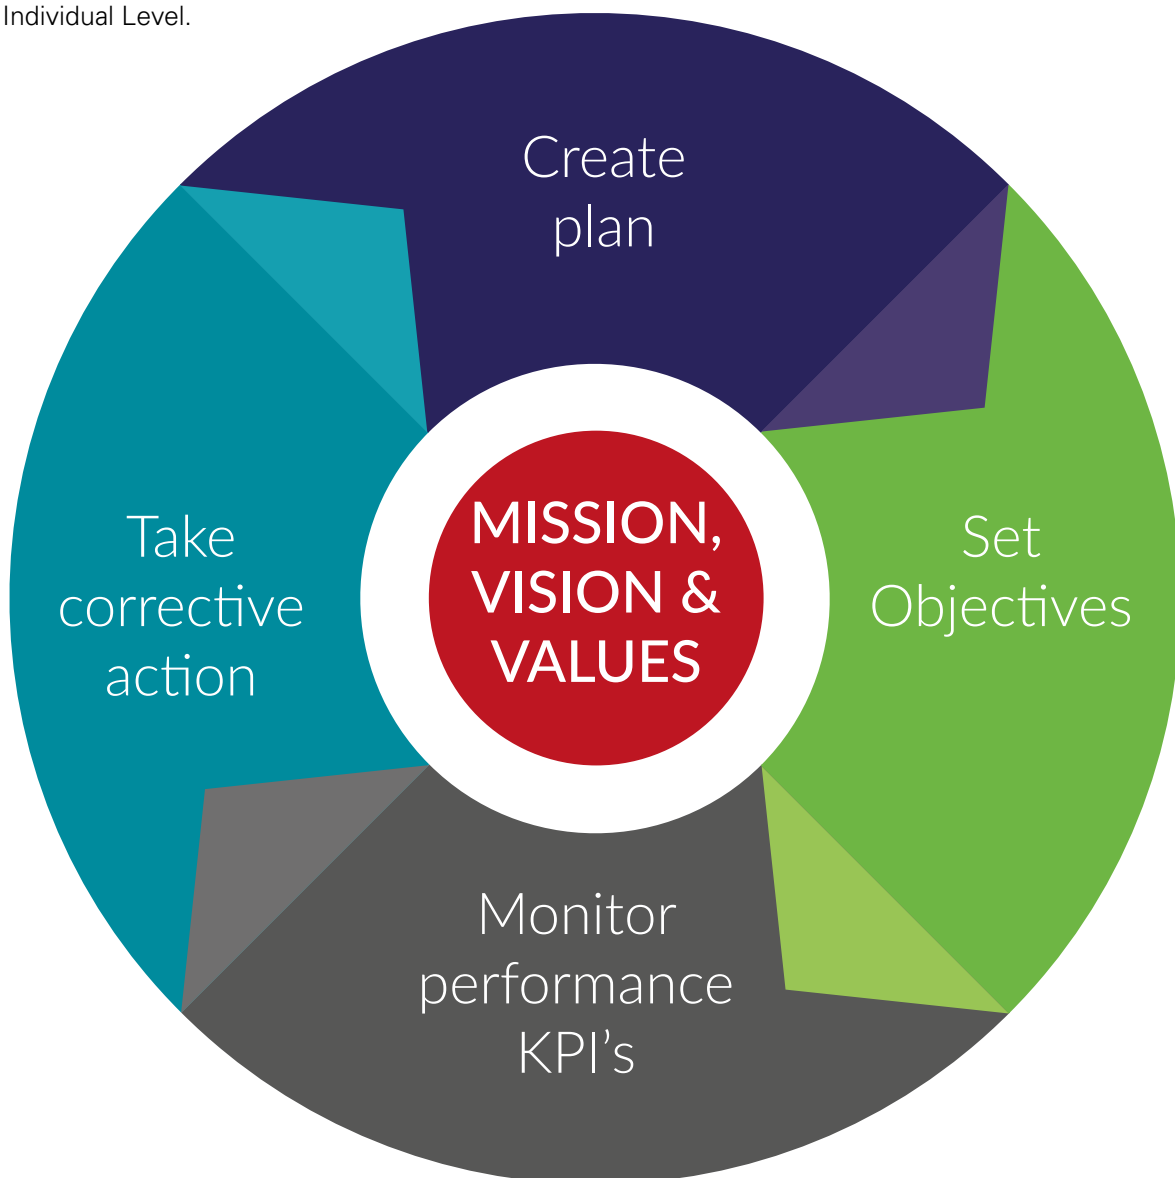 Individual Level.
Create
plan
Set
Objectives
Monitor
performance
KPI’s
Take
corrective
action
MISSION,
VISION &
VALUES